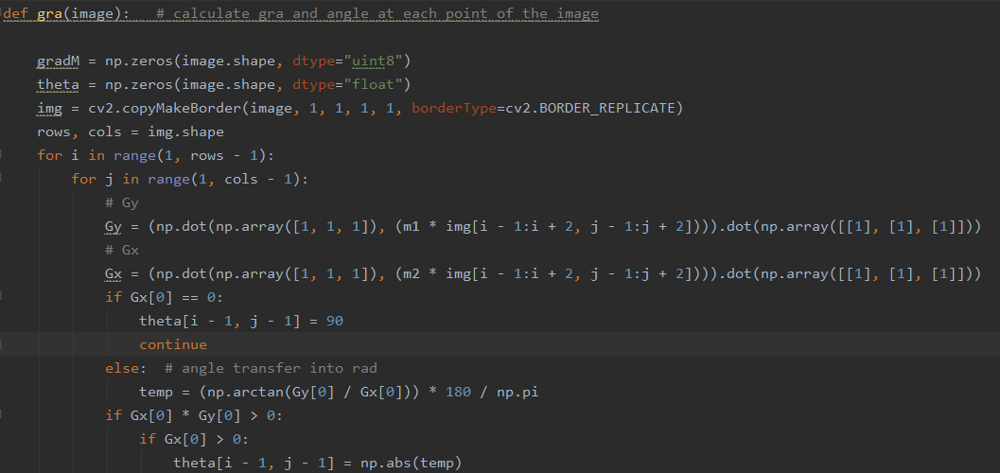 def gra(image):   # calculate gra and angle at each point of the image
    gradM = np.zeros(image.shape, dtype="uint8")
    theta = np.zeros(image.shape, dtype="float")
    img = cv2.copyMakeBorder(image, 1, 1, 1, 1, borderType=cv2.BORDER_REPLICATE)
    rows, cols = img.shape
    for i in range(1, rows - 1):
        for j in range(1, cols - 1):
            # Gy
            Gy = (np.dot(np.array([1, 1, 1]), (m1 * img[i - 1:i + 2, j - 1:j + 2]))).dot(np.array([[1], [1], [1]]))
            # Gx
            Gx = (np.dot(np.array([1, 1, 1]), (m2 * img[i - 1:i + 2, j - 1:j + 2]))).dot(np.array([[1], [1], [1]]))
            if Gx[0] == 0:
                theta[i - 1, j - 1] = 90
                continue
            else:  # angle transfer into rad
                temp = (np.arctan(Gy[0] / Gx[0])) * 180 / np.pi
            if Gx[0] * Gy[0] > 0:
                if Gx[0] > 0:
                    theta[i - 1, j - 1] = np.abs(temp)